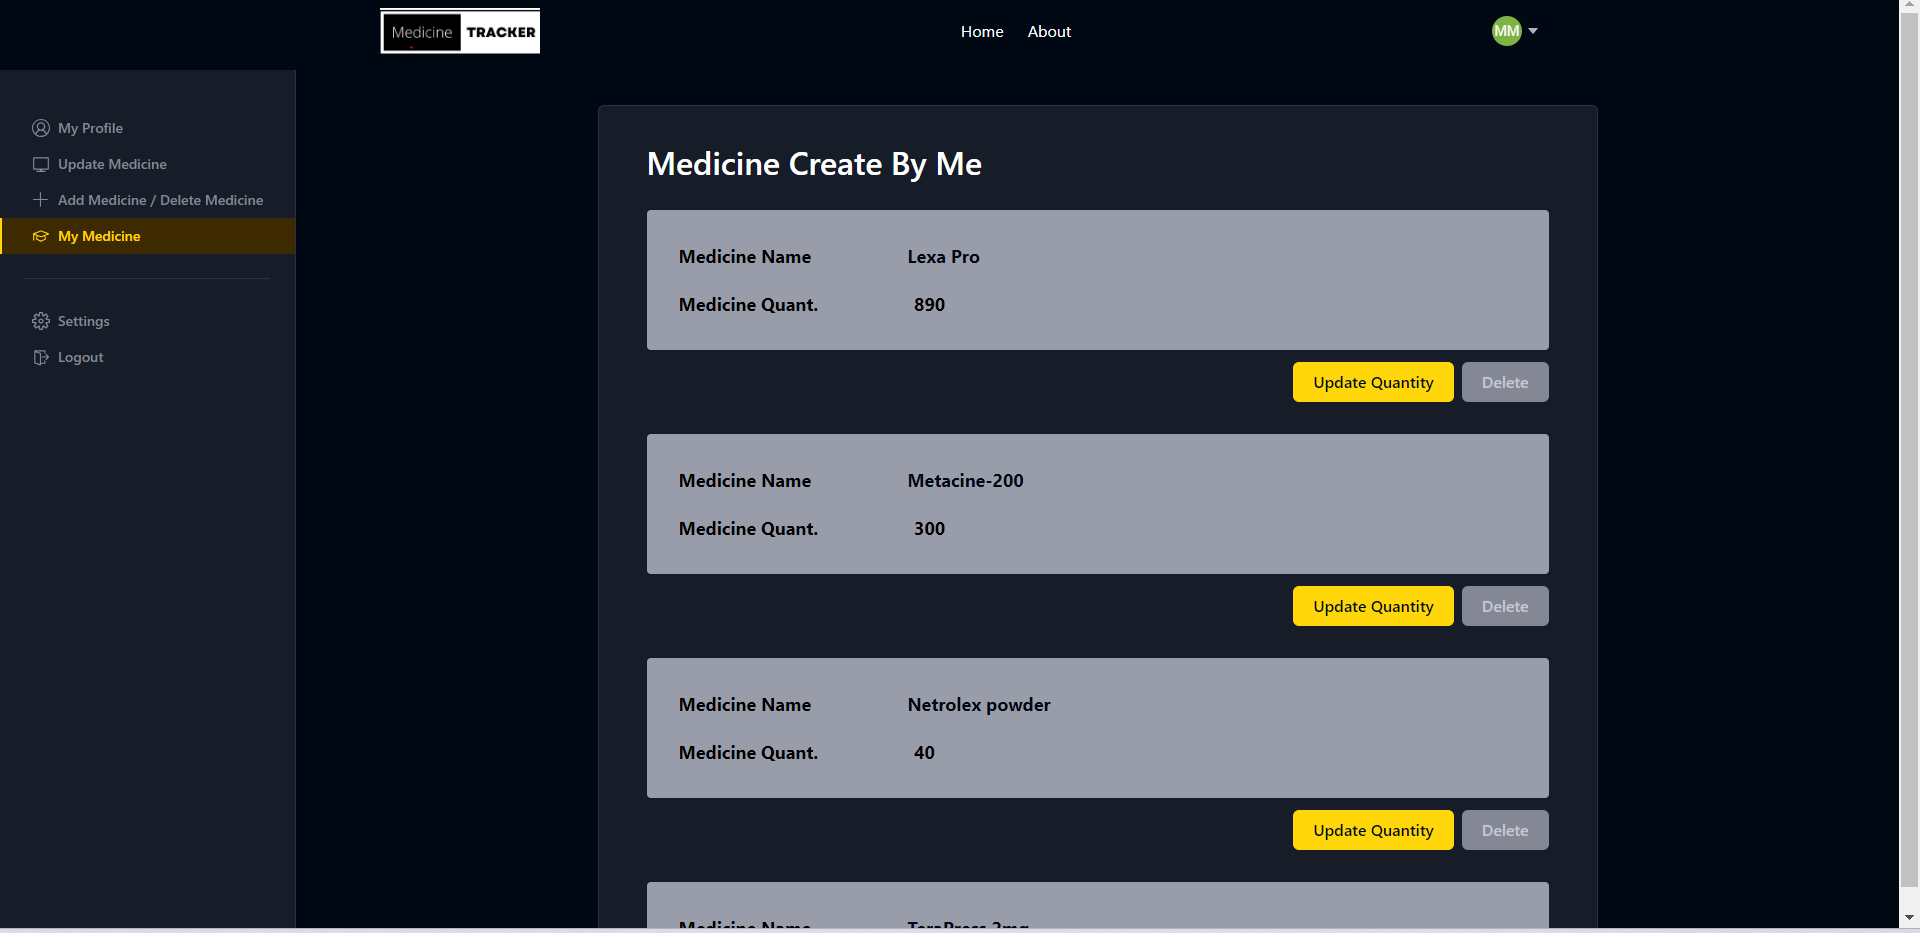 Medicine TRACKER
Home About
MM
My Profile
Update Medicine
Add Medicine / Delete Medicine
My Medicine
Settings
Logout
Medicine Create By Me
Medicine Name Lexa Pro
Medicine Quant. 890
Update Quantity Delete
Medicine Name Metacine-200
Medicine Quant. 300
Update Quantity Delete
Medicine Name Netrolex powder
Medicine Quant. 40
Update Quantity Delete
Medicine Name